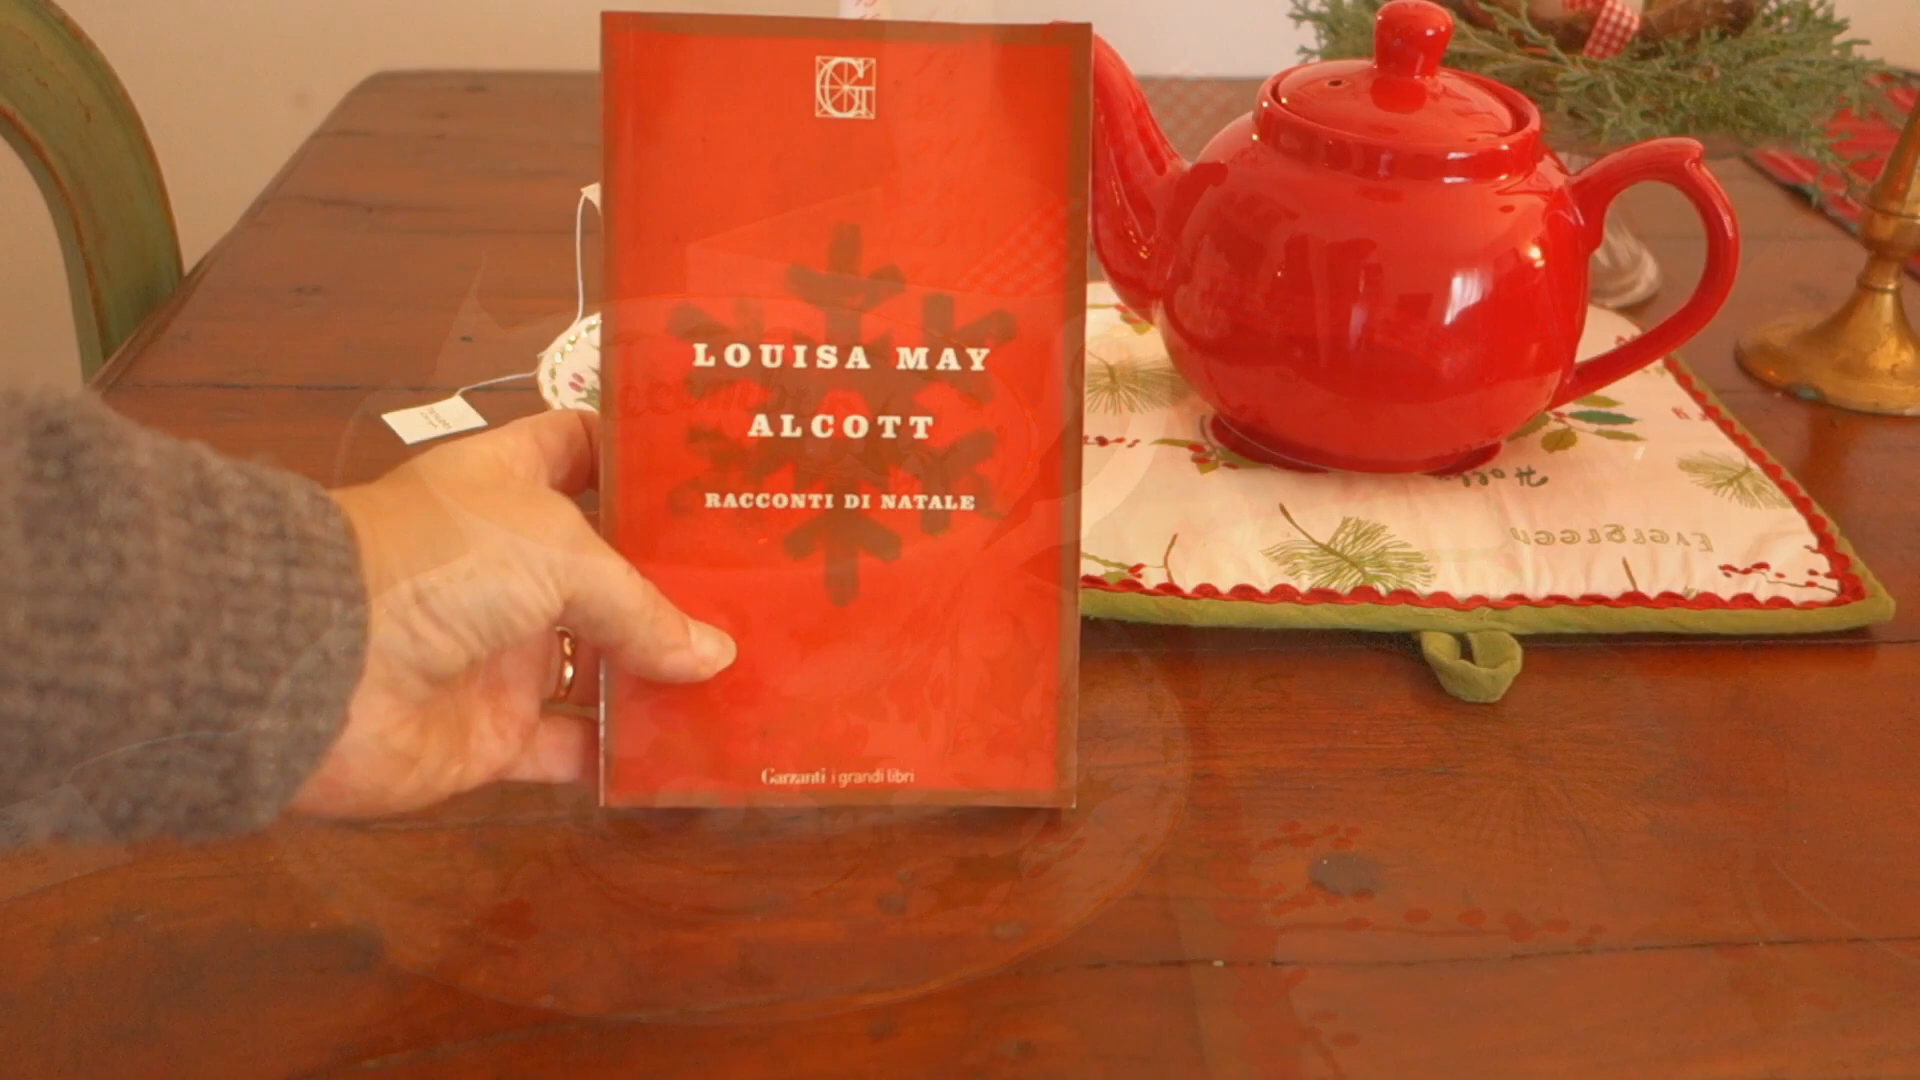 G
LOUISA MAY
ALCOTT
RACCONTI DI NATALE
Garzanti i grandi libri
Evergreen